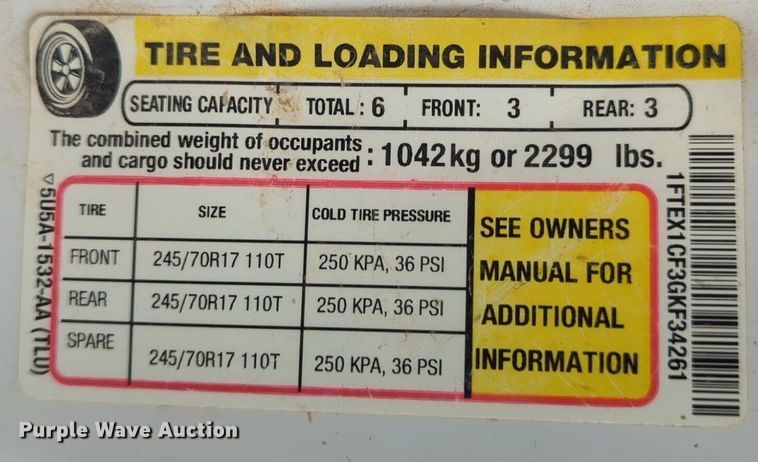 TIRE AND LOADING INFORMATION
SEATING CAPACITY TOTAL : 6 FRONT: 3 REAR: 3
The combined weight of occupants
and cargo should never exceed : 1042 kg or 2299 lbs.
TIRE SIZE COLD TIRE PRESSURE
FRONT 245/70R17 110T 250 KPA, 36 PSI
REAR 245/70R17 110T 250 KPA, 36 PSI
SPARE 245/70R17 110T 250 KPA, 36 PSI
SEE OWNERS
MANUAL FOR
ADDITIONAL
INFORMATION
5U5A-1532-AA (TLU)
1FTEX1CF3GKF34261
Purple Wave Auction